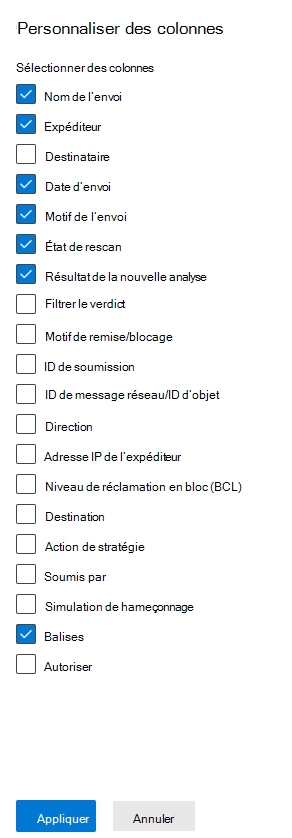 Personnaliser des colonnes
Sélectionner des colonnes
Nom de l'envoi
Expéditeur
Destinataire
Date d'envoi
Motif de l'envoi
État de rescan
Résultat de la nouvelle analyse
Filtrer le verdict
Motif de remise/blocage
ID de soumission
ID de message réseau/ID d'objet
Direction
Adresse IP de l'expéditeur
Niveau de réclamation en bloc (BCL)
Destination
Action de stratégie
Soumis par
Simulation de hameçonnage
Balises
Autoriser
Appliquer Annuler